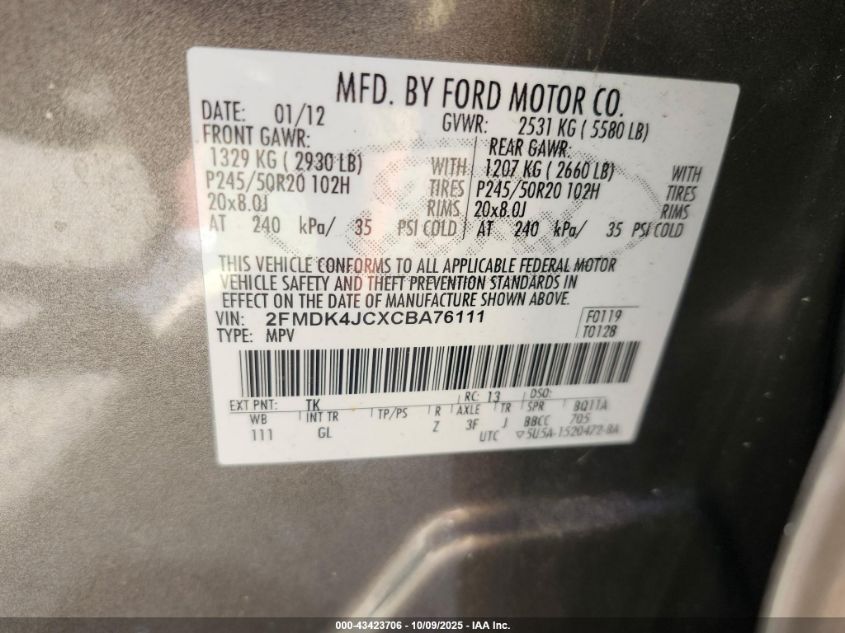 MFD. BY FORD MOTOR CO.
DATE: 01/12 GVWR: 2531 KG ( 5580 LB)
FRONT GAWR: REAR GAWR:
1329 KG ( 2930 LB) WITH 1207 KG ( 2660 LB) WITH
P245/50R20 102H TIRES P245/50R20 102H TIRES
20x8.0J RIMS 20x8.0J RIMS
AT 240 kPa/ 35 PSI COLD AT 240 kPa/ 35 PSI COLD
THIS VEHICLE CONFORMS TO ALL APPLICABLE FEDERAL MOTOR
VEHICLE SAFETY AND THEFT PREVENTION STANDARDS IN
EFFECT ON THE DATE OF MANUFACTURE SHOWN ABOVE.
VIN: 2FMDK4JCXCBA76111 F0119
TYPE: MPV T0128
EXT PNT: TK RC: 13 DSO:
WB INT TR TP/PS R AXLE TR SPR BQ11A
111 GL Z 3F J BBCC 705
UTC ▽5U5A-1520472-BA
000-43423706 - 10/09/2025 - IAA Inc.